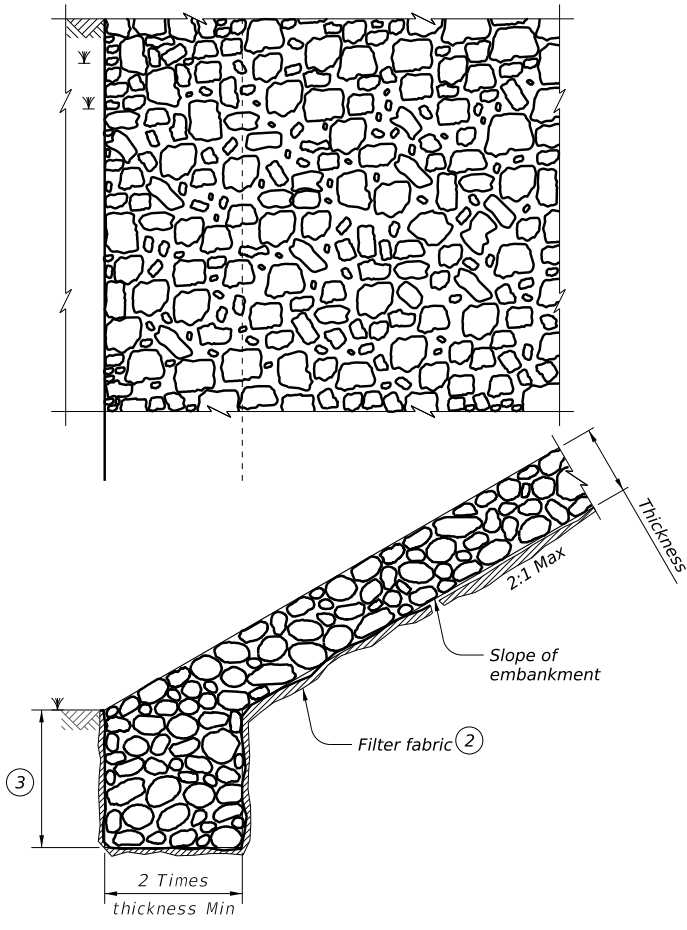 Thickness
2:1 Max
Slope of
embankment
Filter fabric 2
3
2 Times
thickness Min